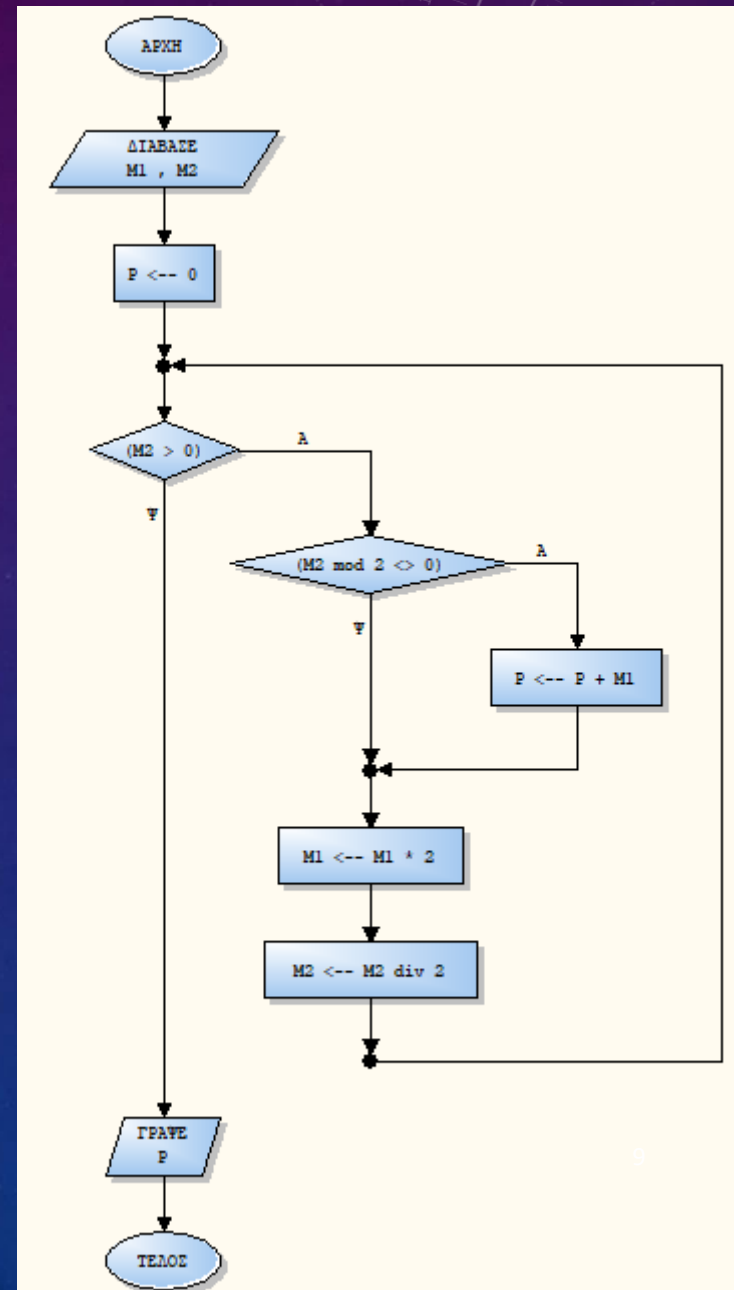 ΑΡΧΗ
ΔΙΑΒΑΣΕ
M1 , M2
P <-- 0
(M2 > 0)
Α
Ψ
(M2 mod 2 <> 0)
Α
Ψ
P <-- P + M1
M1 <-- M1 * 2
M2 <-- M2 div 2
ΓΡΑΨΕ
P
ΤΕΛΟΣ